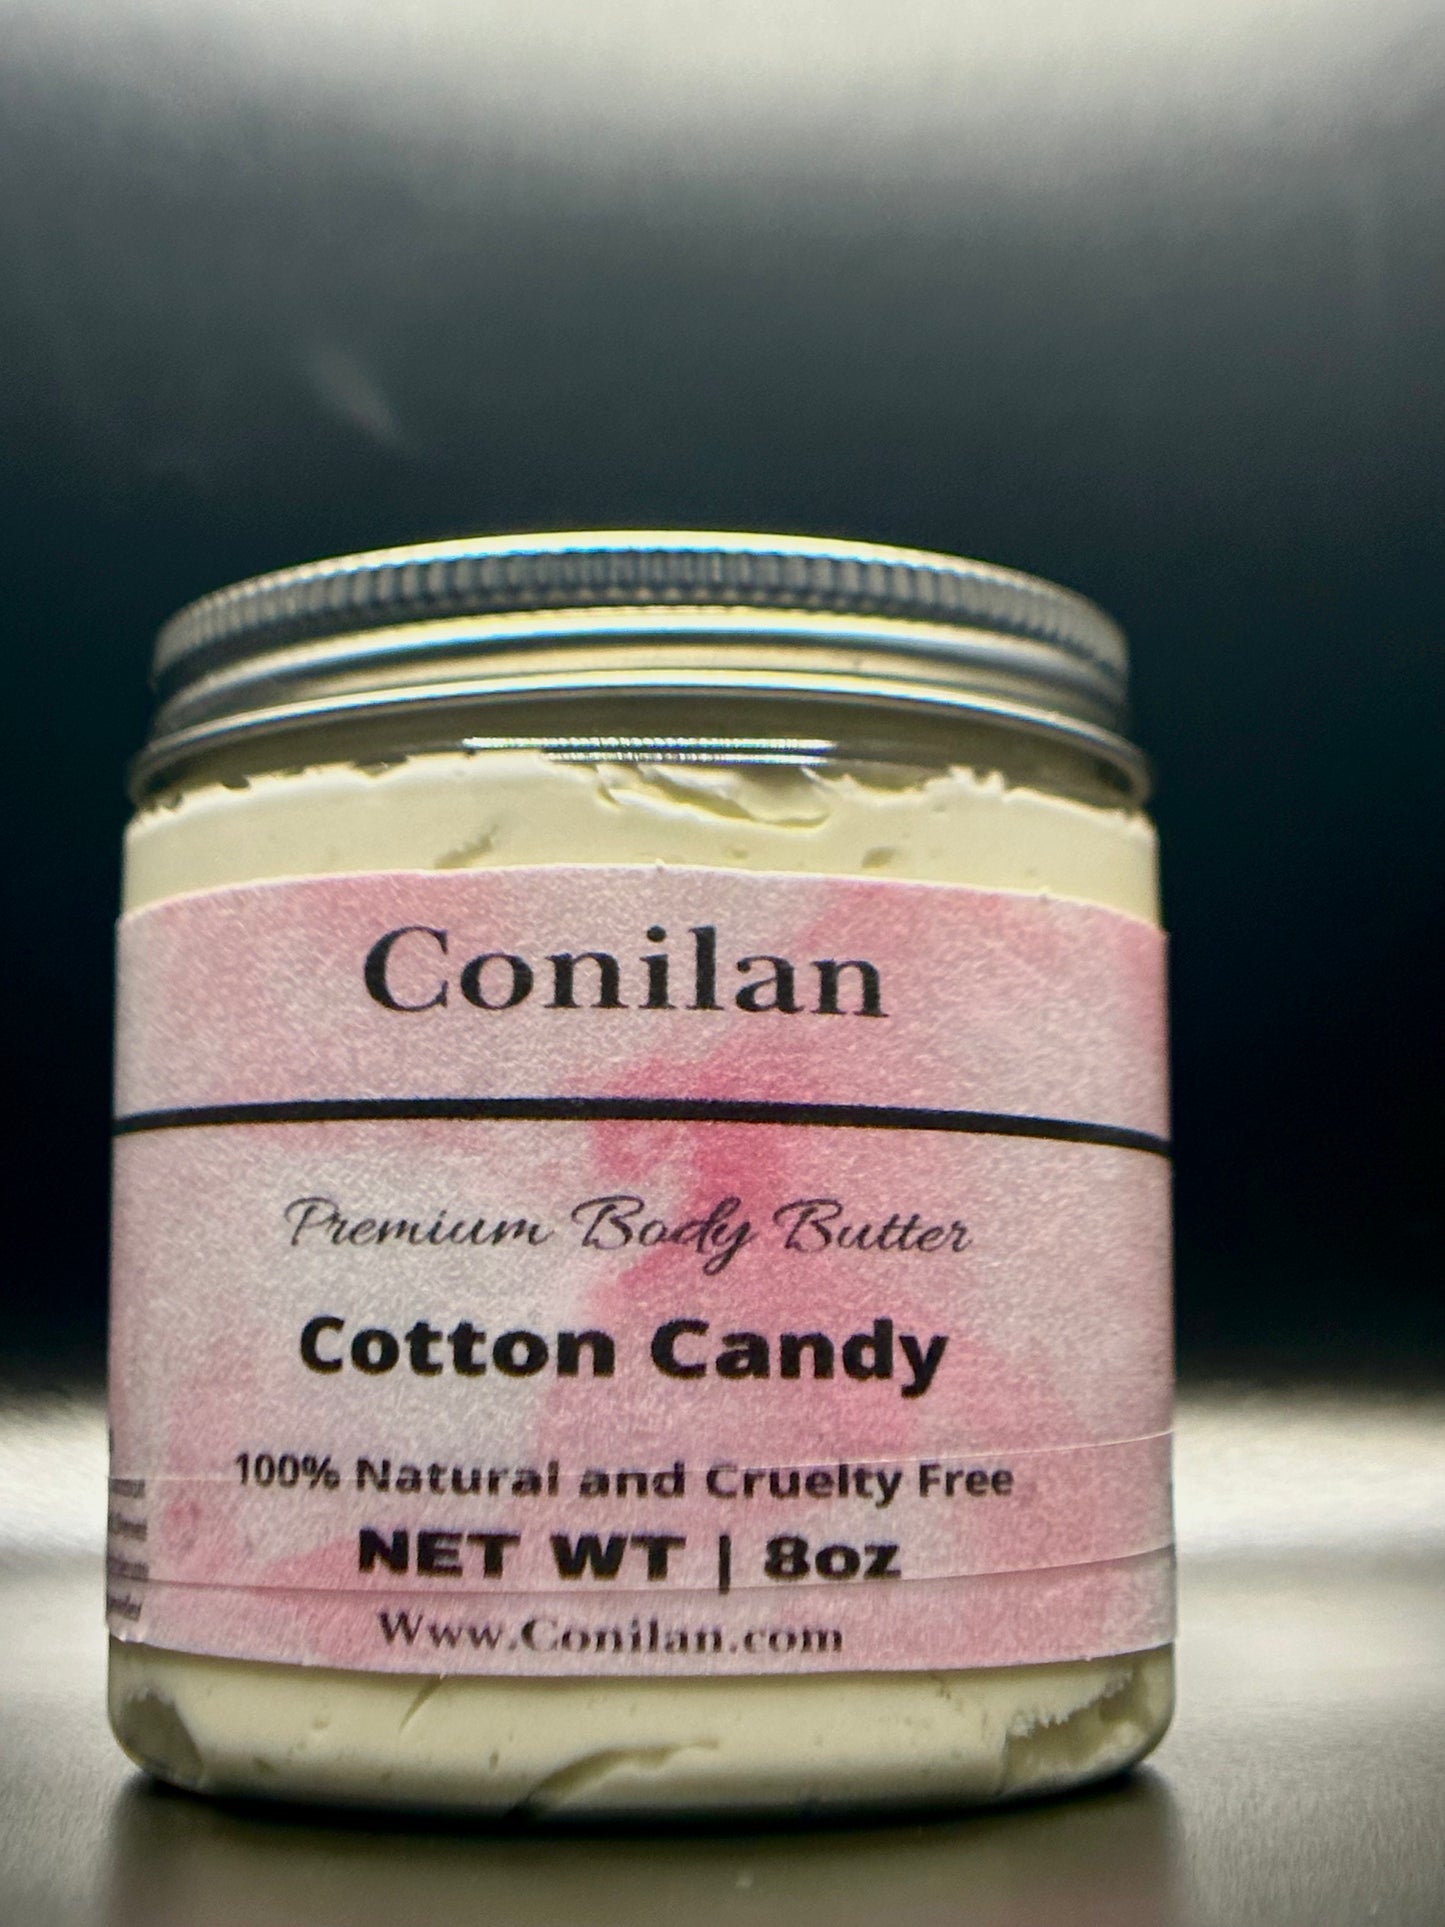 Conilan
Premium Body Butter
Cotton Candy
100% Natural and Cruelty Free
NET WT | 8oz
Www.Conilan.com